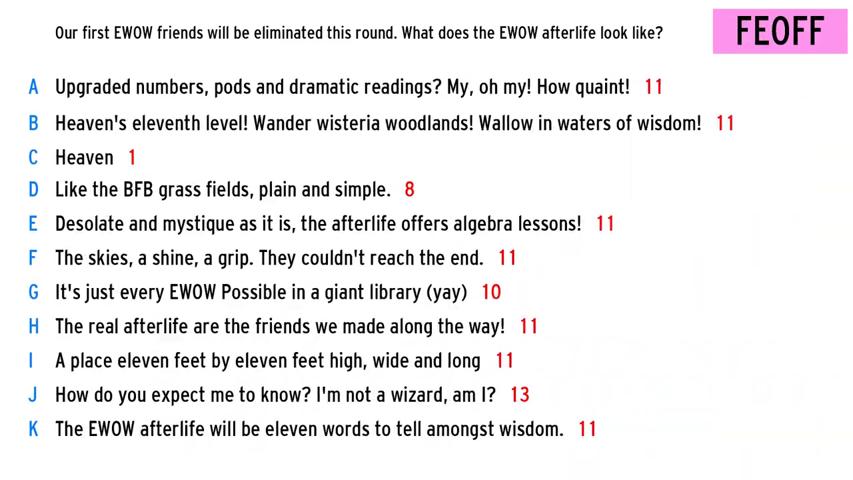 Our first EWOW friends will be eliminated this round. What does the EWOW afterlife look like?
FEOFF
A Upgraded numbers, pods and dramatic readings? My, oh my! How quaint! 11
B Heaven's eleventh level! Wander wisteria woodlands! Wallow in waters of wisdom! 11
C Heaven 1
D Like the BFB grass fields, plain and simple. 8
E Desolate and mystique as it is, the afterlife offers algebra lessons! 11
F The skies, a shine, a grip. They couldn't reach the end. 11
G It's just every EWOW Possible in a giant library (yay) 10
H The real afterlife are the friends we made along the way! 11
I A place eleven feet by eleven feet high, wide and long 11
J How do you expect me to know? I'm not a wizard, am I? 13
K The EWOW afterlife will be eleven words to tell amongst wisdom. 11